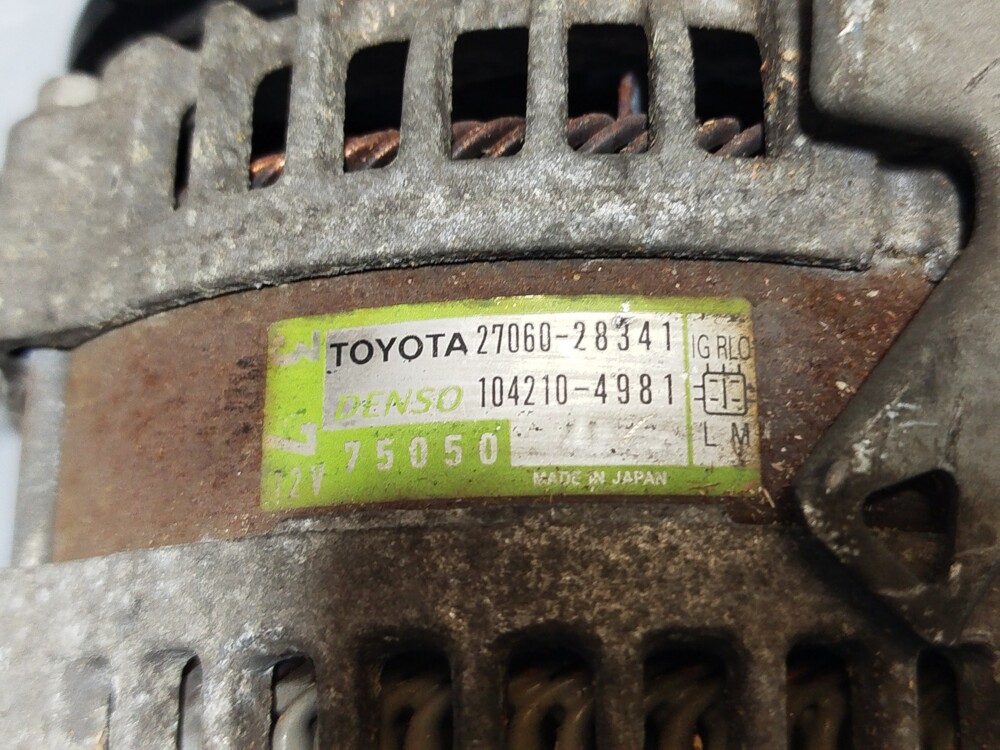 TOYOTA 27060-28341
DENSO 104210-4981
75050
12V
MADE IN JAPAN
IG RLO
L M